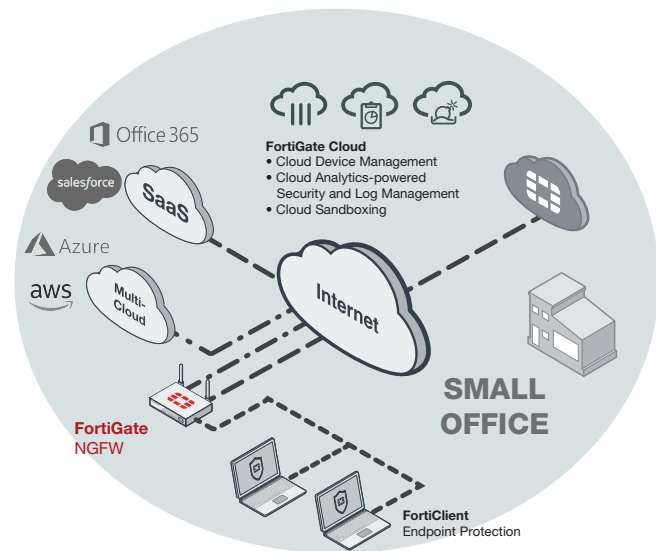 Office 365
salesforce
SaaS
FortiGate Cloud
• Cloud Device Management
• Cloud Analytics-powered
Security and Log Management
• Cloud Sandboxing
Azure
aws
Multi-
Cloud
Internet
SMALL
OFFICE
FortiGate
NGFW
FortiClient
Endpoint Protection